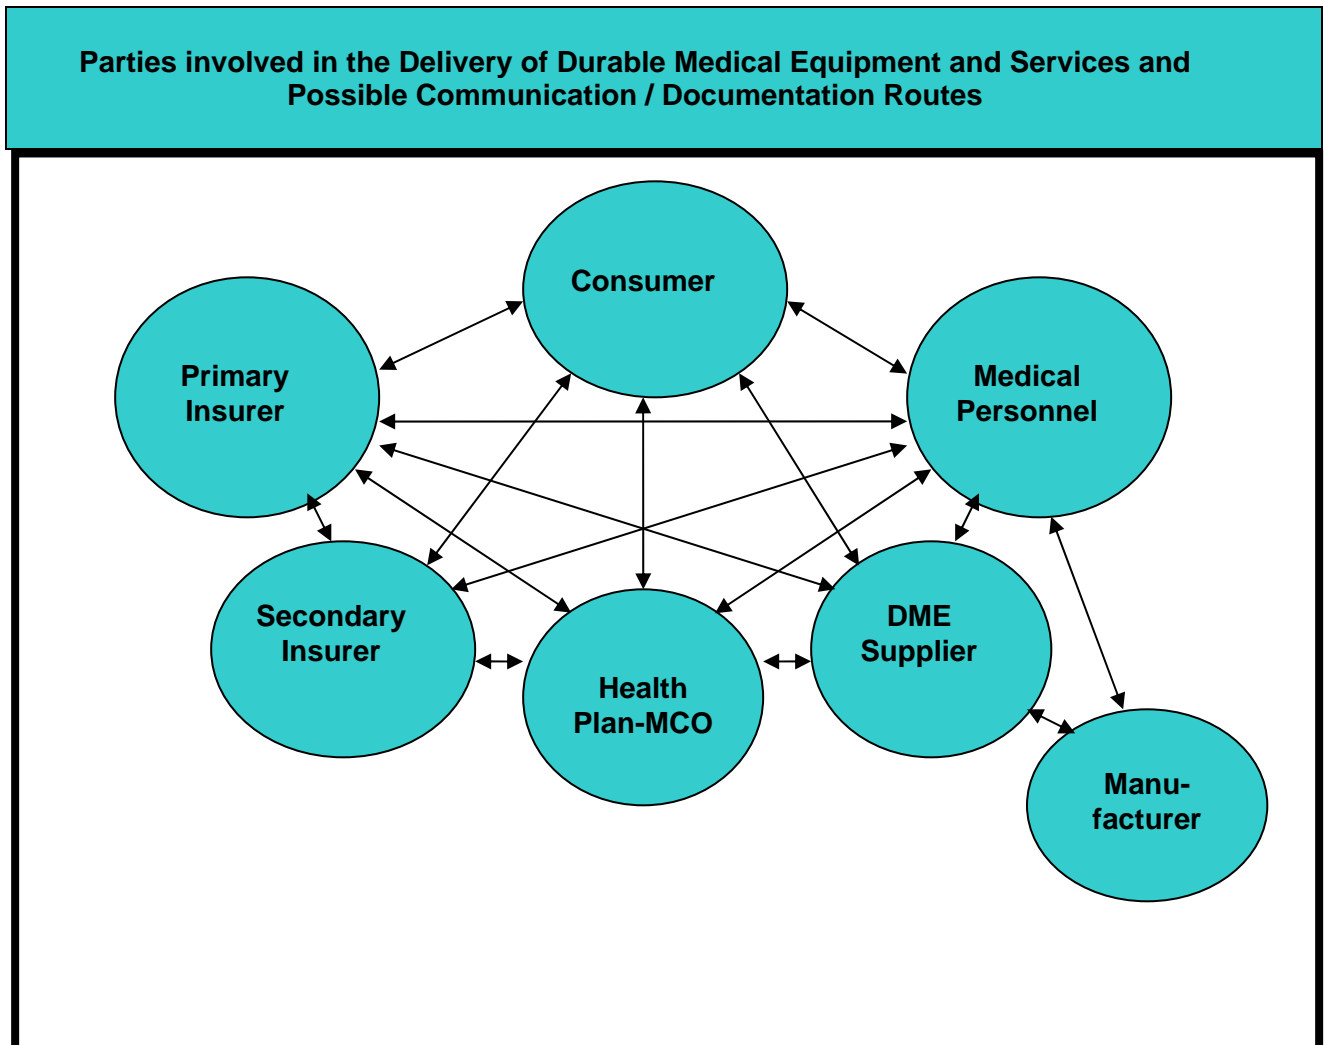 Parties involved in the Delivery of Durable Medical Equipment and Services and
Possible Communication / Documentation Routes
Consumer
Primary
Insurer
Medical
Personnel
Secondary
Insurer
DME
Supplier
Health
Plan-MCO
Manu-
facturer